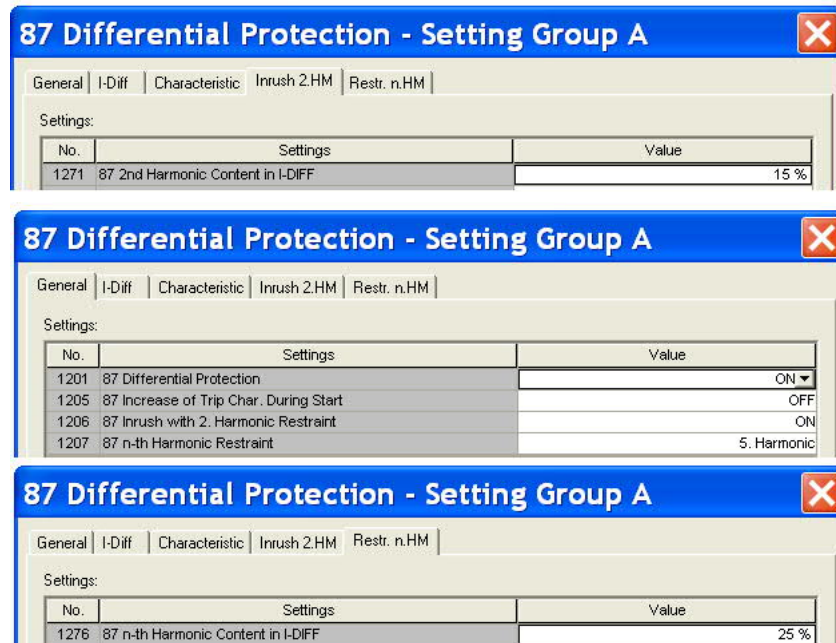 87 Differential Protection - Setting Group A
General I-Diff Characteristic Inrush 2.HM Restr. n.HM
Settings:
No. Settings Value
1271 87 2nd Harmonic Content in I-DIFF 15 %
87 Differential Protection - Setting Group A
General I-Diff Characteristic Inrush 2.HM Restr. n.HM
Settings:
No. Settings Value
1201 87 Differential Protection ON
1205 87 Increase of Trip Char. During Start OFF
1206 87 Inrush with 2. Harmonic Restraint ON
1207 87 n-th Harmonic Restraint 5. Harmonic
87 Differential Protection - Setting Group A
General I-Diff Characteristic Inrush 2.HM Restr. n.HM
Settings:
No. Settings Value
1276 87 n-th Harmonic Content in I-DIFF 25 %